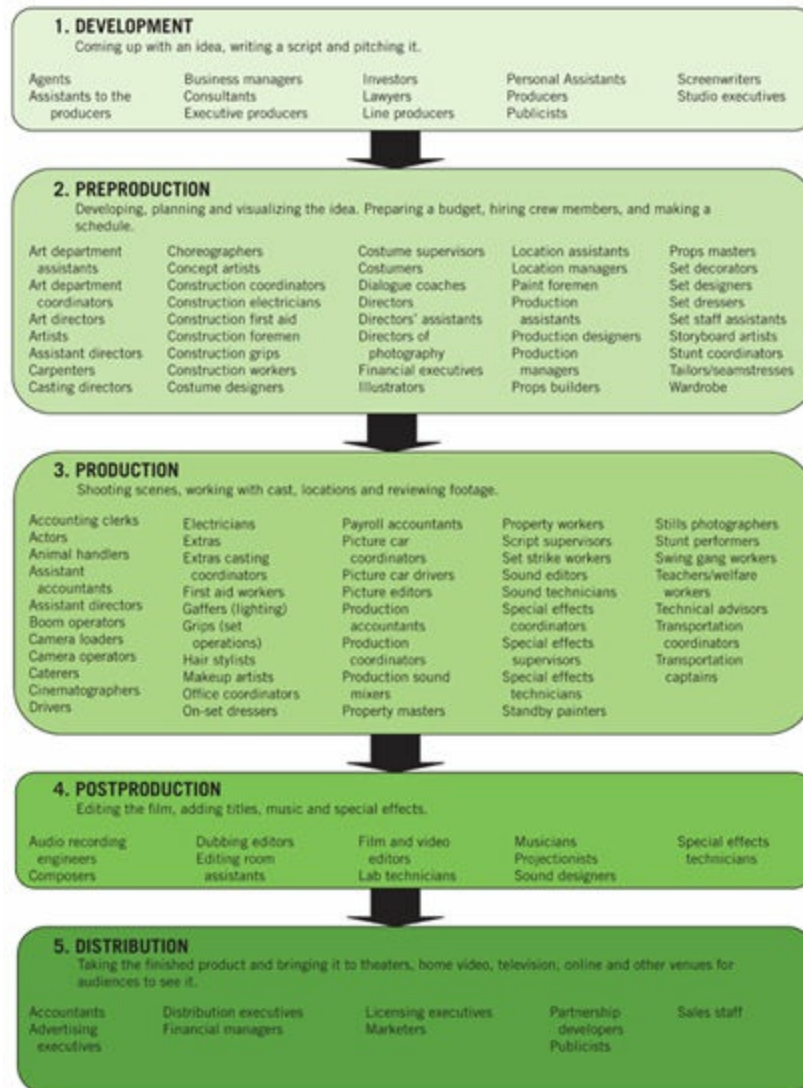 1. DEVELOPMENT
Coming up with an idea, writing a script and pitching it.
Agents
Assistants to the
producers
Business managers
Consultants
Executive producers
Investors
Lawyers
Line producers
Personal Assistants
Producers
Publicists
Screenwriters
Studio executives
2. PREPRODUCTION
Developing, planning and visualizing the idea. Preparing a budget, hiring crew members, and making a
schedule.
Art department
assistants
Art department
coordinators
Art directors
Artists
Assistant directors
Carpenters
Casting directors
Choreographers
Concept artists
Construction coordinators
Construction electricians
Construction first aid
Construction foremen
Construction grips
Construction workers
Costume designers
Costume supervisors
Costumers
Dialogue coaches
Directors
Directors' assistants
Directors of
photography
Financial executives
Illustrators
Location assistants
Location managers
Paint foremen
Production
assistants
Production designers
Production
managers
Props builders
Props masters
Set decorators
Set designers
Set dressers
Set staff assistants
Storyboard artists
Stunt coordinators
Tailors/seamstresses
Wardrobe
3. PRODUCTION
Shooting scenes, working with cast, locations and reviewing footage.
Accounting clerks
Actors
Animal handlers
Assistant
accountants
Assistant directors
Boom operators
Camera loaders
Camera operators
Caterers
Cinematographers
Drivers
Electricians
Extras
Extras casting
coordinators
First aid workers
Gaffers (lighting)
Grips (set
operations)
Hair stylists
Makeup artists
Office coordinators
On-set dressers
Payroll accountants
Picture car
coordinators
Picture car drivers
Picture editors
Production
accountants
Production
coordinators
Production sound
mixers
Property masters
Property workers
Script supervisors
Set strike workers
Sound editors
Sound technicians
Special effects
coordinators
Special effects
supervisors
Special effects
technicians
Standby painters
Stills photographers
Stunt performers
Swing gang workers
Teachers/welfare
workers
Technical advisors
Transportation
coordinators
Transportation
captains
4. POSTPRODUCTION
Editing the film, adding titles, music and special effects.
Audio recording
engineers
Composers
Dubbing editors
Editing room
assistants
Film and video
editors
Lab technicians
Musicians
Projectionists
Sound designers
Special effects
technicians
5. DISTRIBUTION
Taking the finished product and bringing it to theaters, home video, television, online and other venues for
audiences to see it.
Accountants
Advertising
executives
Distribution executives
Financial managers
Licensing executives
Marketers
Partnership
developers
Publicists
Sales staff